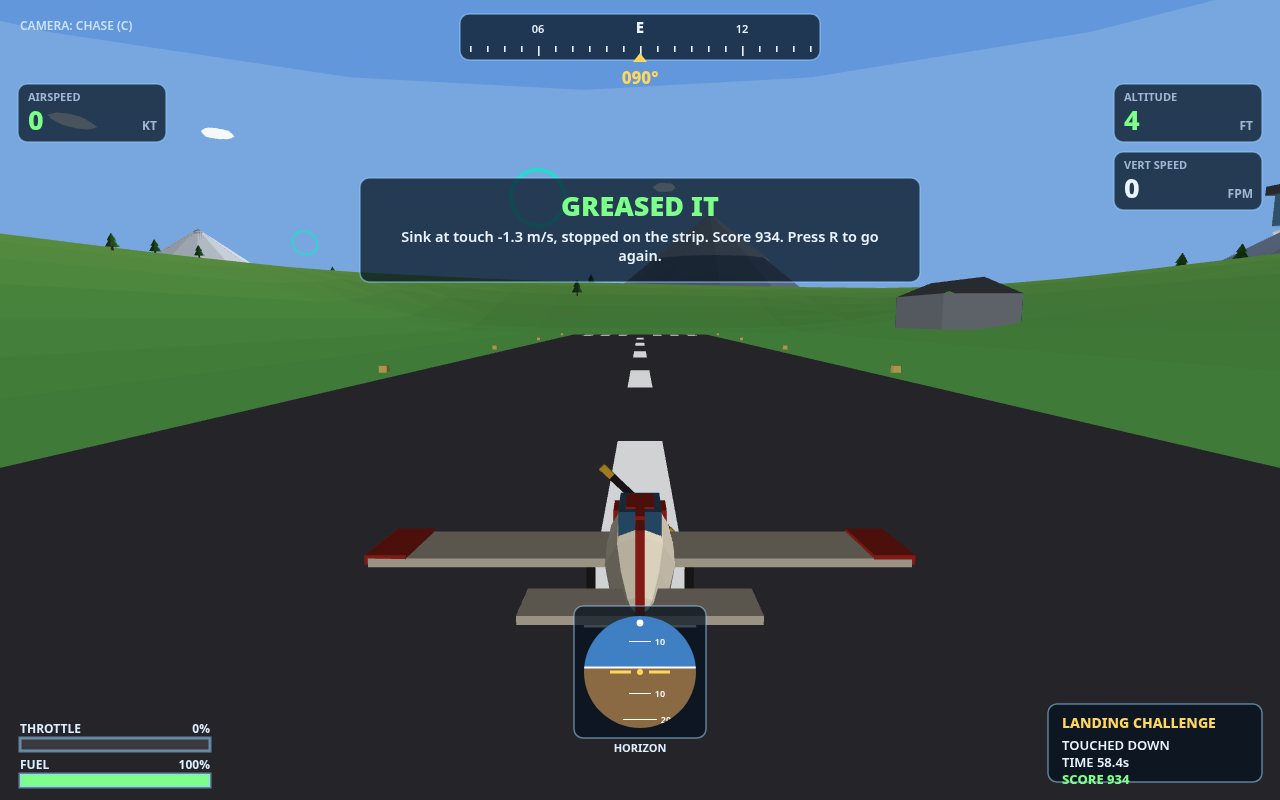 CAMERA: CHASE (C)
06 E 12
090°
AIRSPEED
0 KT
ALTITUDE
4 FT
VERT SPEED
0 FPM
GREASED IT
Sink at touch -1.3 m/s, stopped on the strip. Score 934. Press R to go
again.
10
10
20
HORIZON
THROTTLE 0%
FUEL 100%
LANDING CHALLENGE
TOUCHED DOWN
TIME 58.4s
SCORE 934